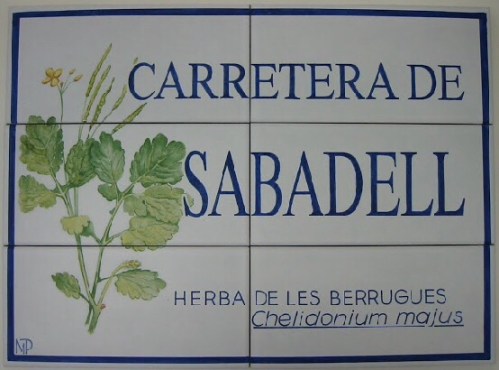 CARRETERA DE
SABADELL
HERBA DE LES BERRUGUES
Chelidonium majus